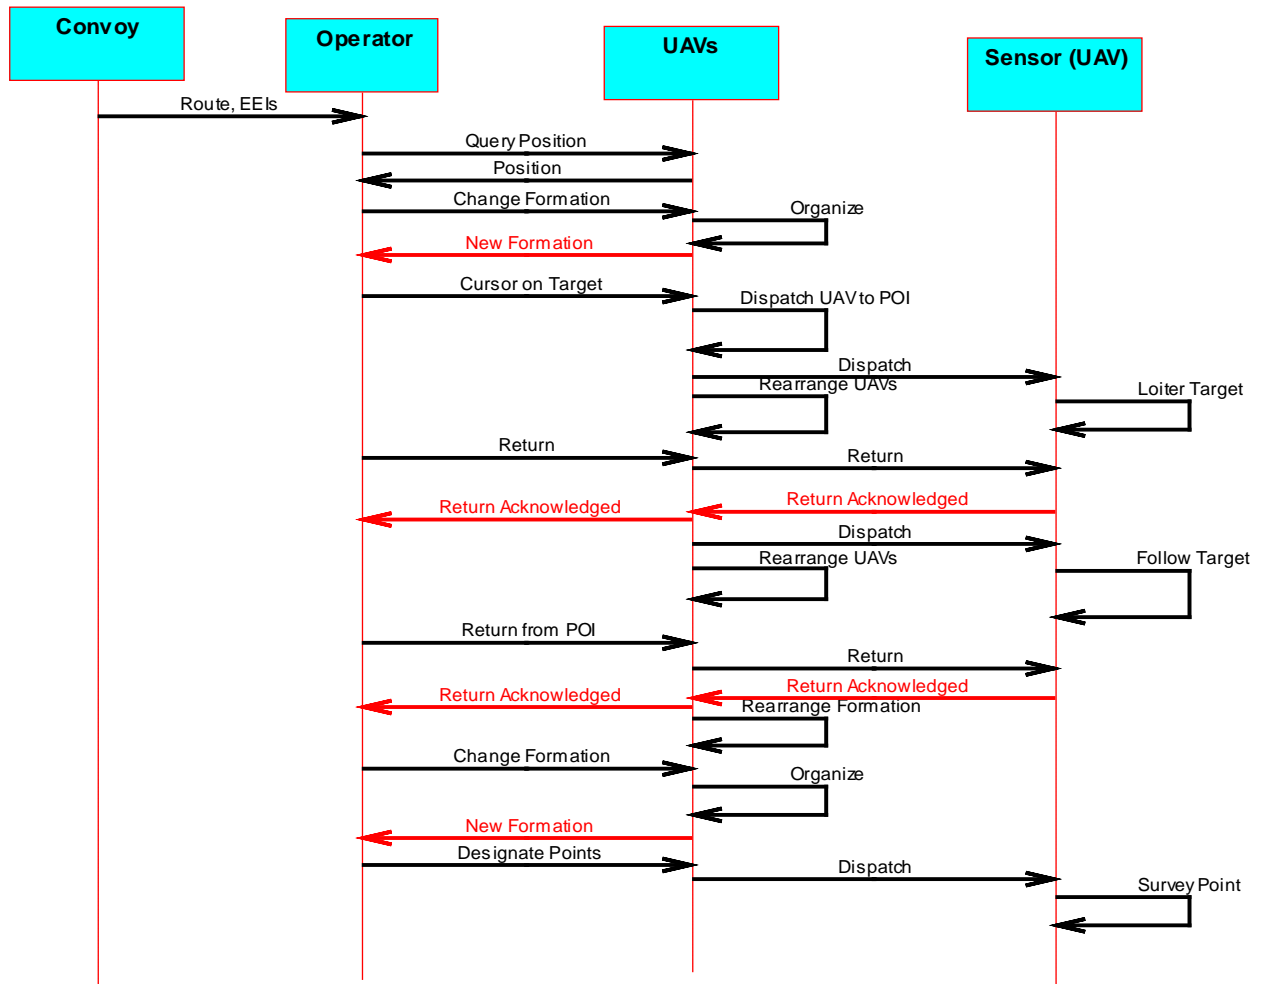 Convoy
Operator
UAVs
Sensor (UAV)
Route, EEIs
Query Position
Position
Change Formation
Organize
New Formation
Cursor on Target
Dispatch UAV to POI
Dispatch
Rearrange UAVs
Loiter Target
Return
Return
Return Acknowledged
Return Acknowledged
Dispatch
Rearrange UAVs
Follow Target
Return from POI
Return
Return Acknowledged
Return Acknowledged
Rearrange Formation
Change Formation
Organize
New Formation
Designate Points
Dispatch
Survey Point